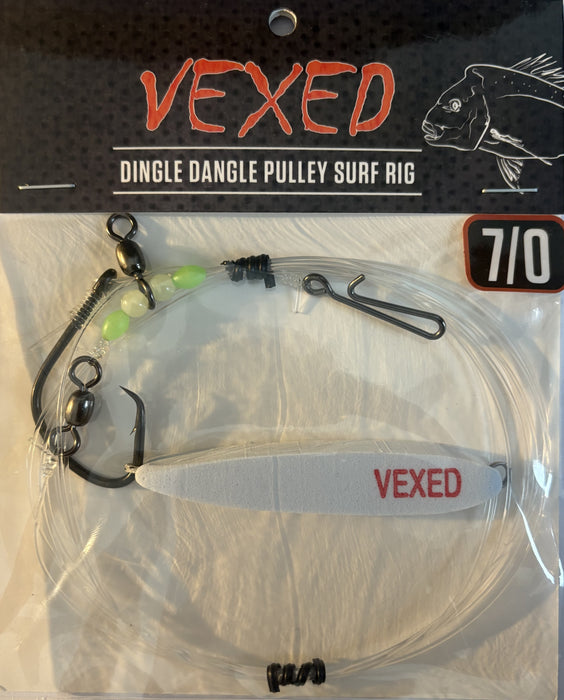 VEXED
DINGLE DANGLE PULLEY SURF RIG
7/0
VEXED